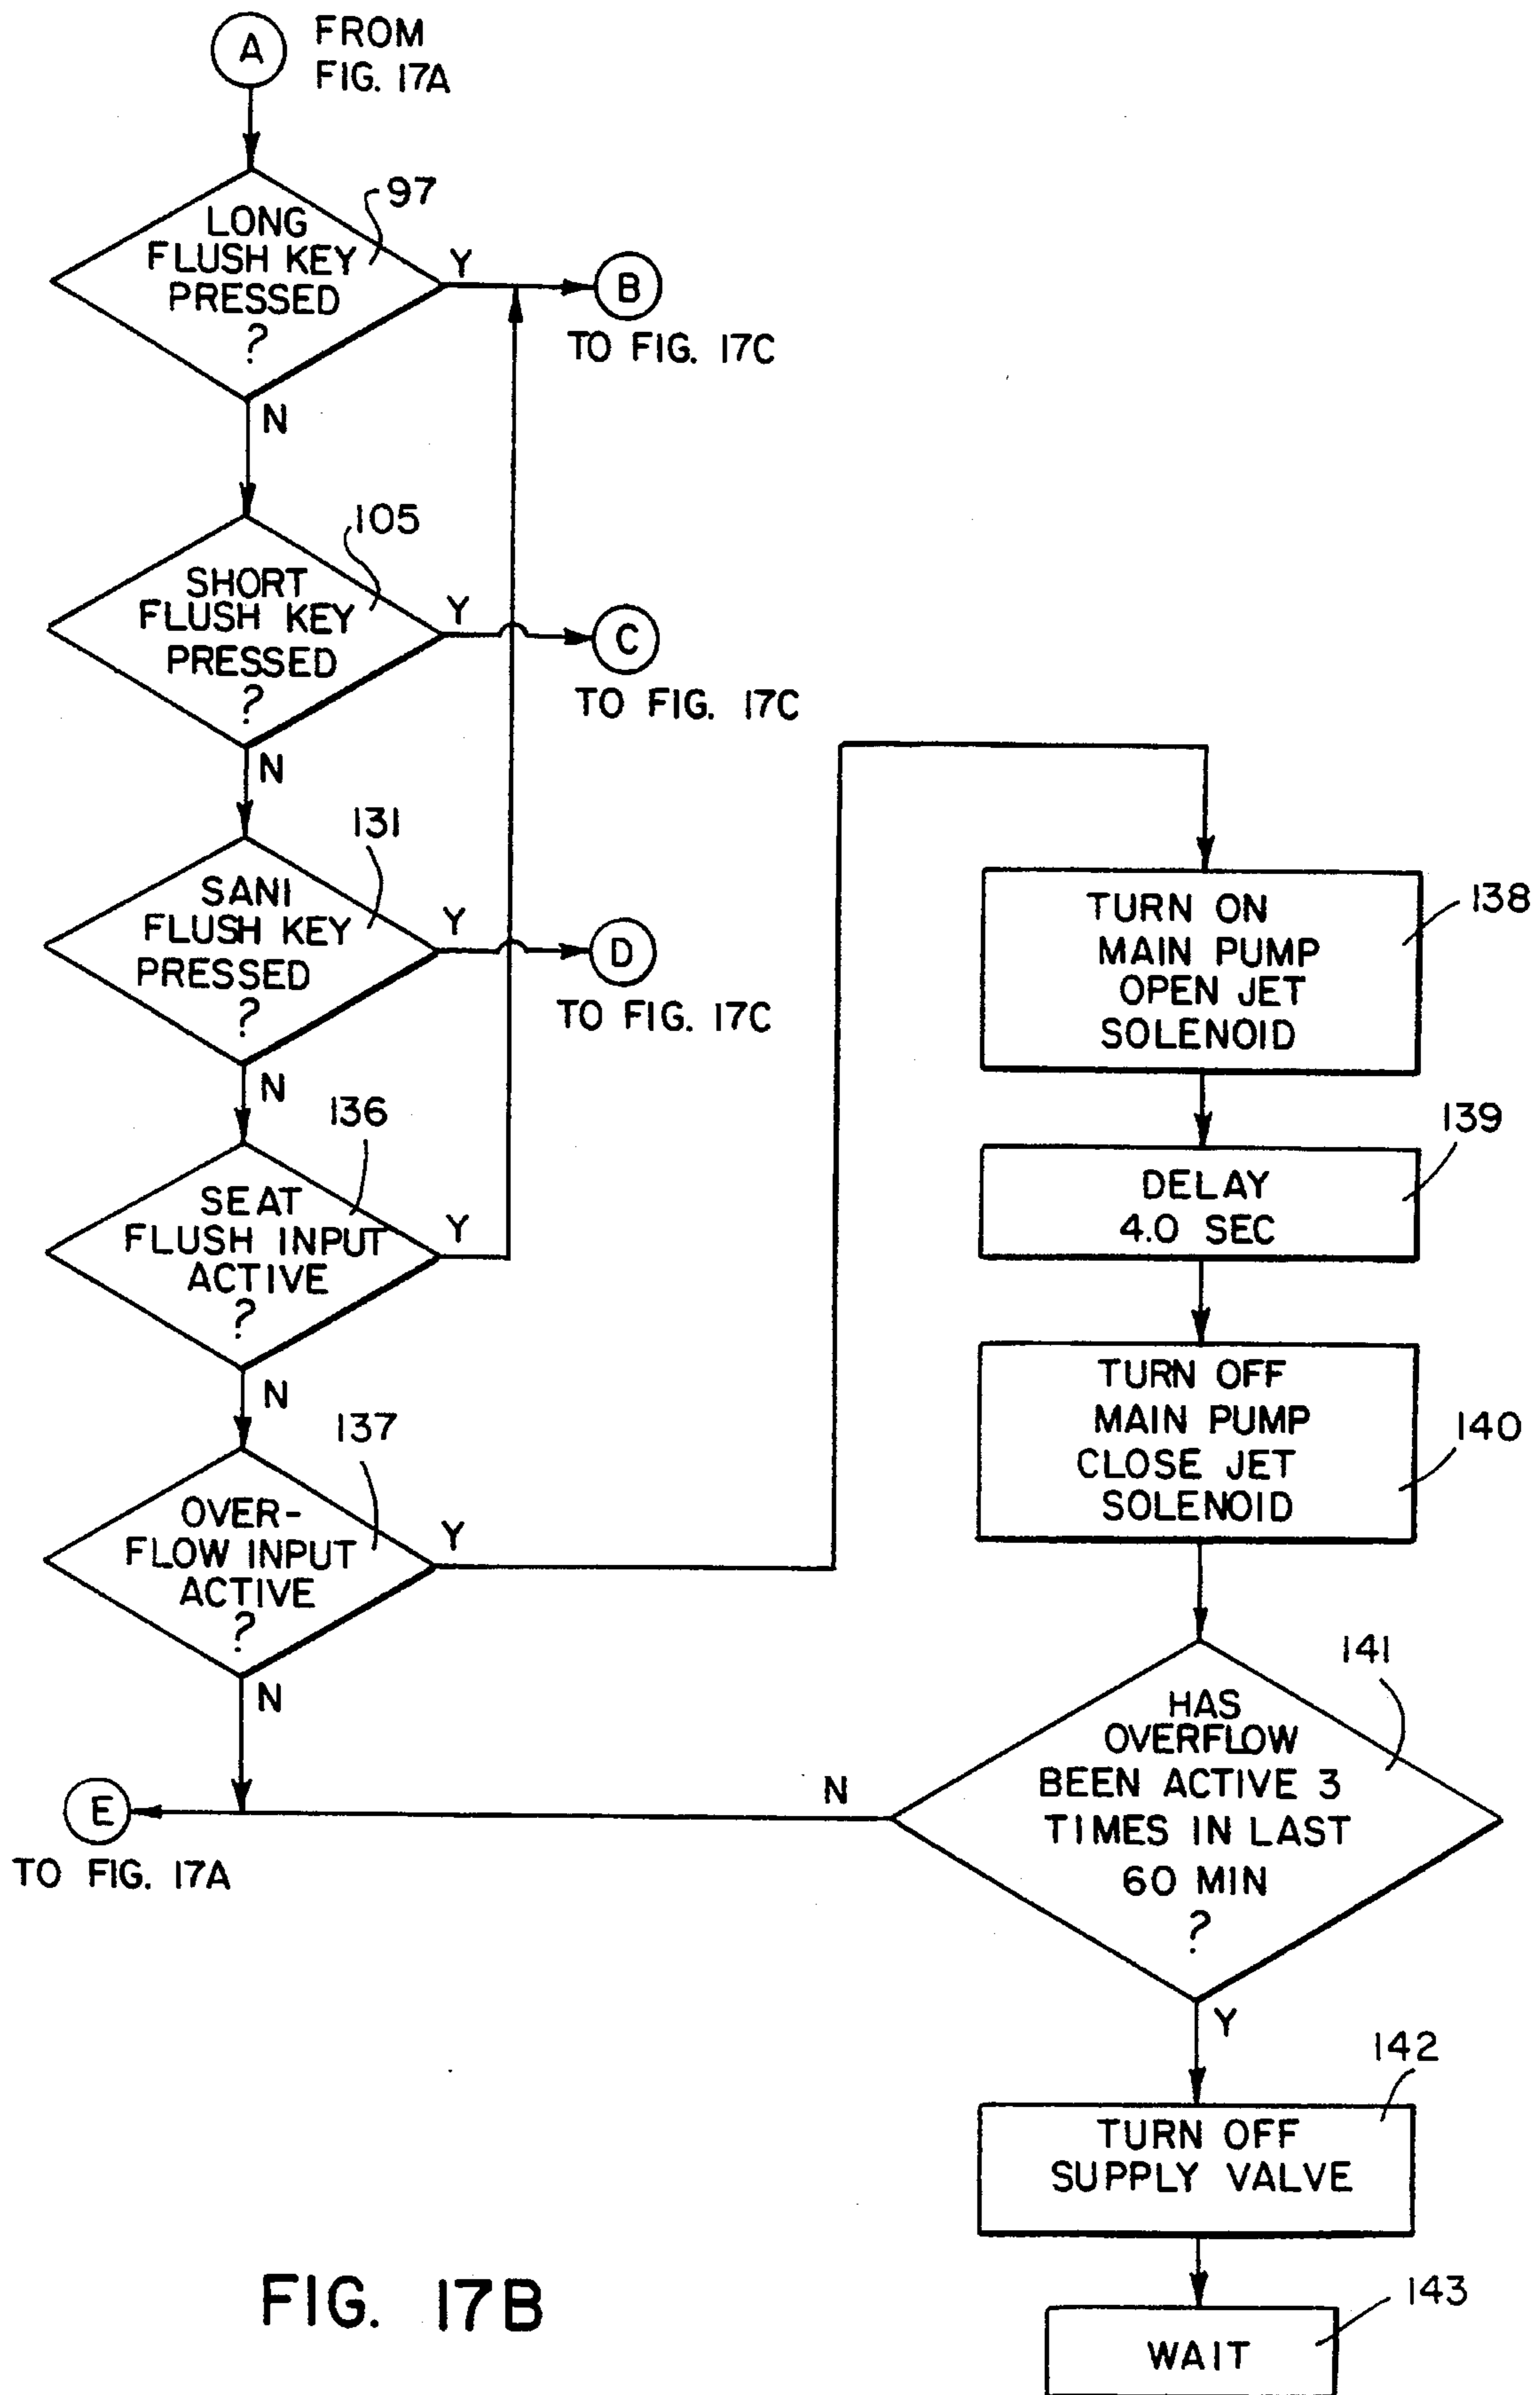 A
FROM
FIG. 17A
LONG
FLUSH KEY
PRESSED
?
97
Y
B
TO FIG. 17C
N
SHORT
FLUSH KEY
PRESSED
?
105
Y
C
TO FIG. 17C
N
SANI
FLUSH KEY
PRESSED
?
131
Y
D
TO FIG. 17C
N
SEAT
FLUSH INPUT
ACTIVE
?
136
Y
N
OVER-
FLOW INPUT
ACTIVE
?
137
Y
N
E
TO FIG. 17A
TURN ON
MAIN PUMP
OPEN JET
SOLENOID
138
DELAY
4.0 SEC
139
TURN OFF
MAIN PUMP
CLOSE JET
SOLENOID
140
HAS
OVERFLOW
BEEN ACTIVE 3
TIMES IN LAST
60 MIN
?
141
N
Y
TURN OFF
SUPPLY VALVE
142
WAIT
143
FIG. 17B